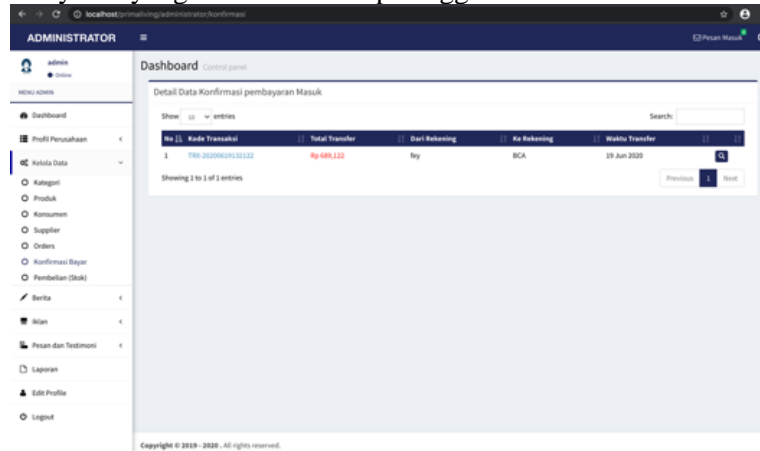 localhost/primaliving/administrator/konfirmasi
ADMINISTRATOR
Pesan Masuk
admin
Online
Dashboard Control panel
MENU ADMIN
Detail Data Konfirmasi pembayaran Masuk
Dashboard
Show 10 entries
Search:
Profil Perusahaan
No Kode Transaksi Total Transfer Dari Rekening Ke Rekening Waktu Transfer
Kelola Data
1 TRX-20200619132122 Rp 689,122 fey BCA 19 Jun 2020
Showing 1 to 1 of 1 entries
Previous 1 Next
Kategori
Produk
Konsumen
Supplier
Orders
Konfirmasi Bayar
Pembelian (Stok)
Berita
Iklan
Pesan dan Testimoni
Laporan
Edit Profile
Logout
Copyright © 2019 - 2020 . All rights reserved.